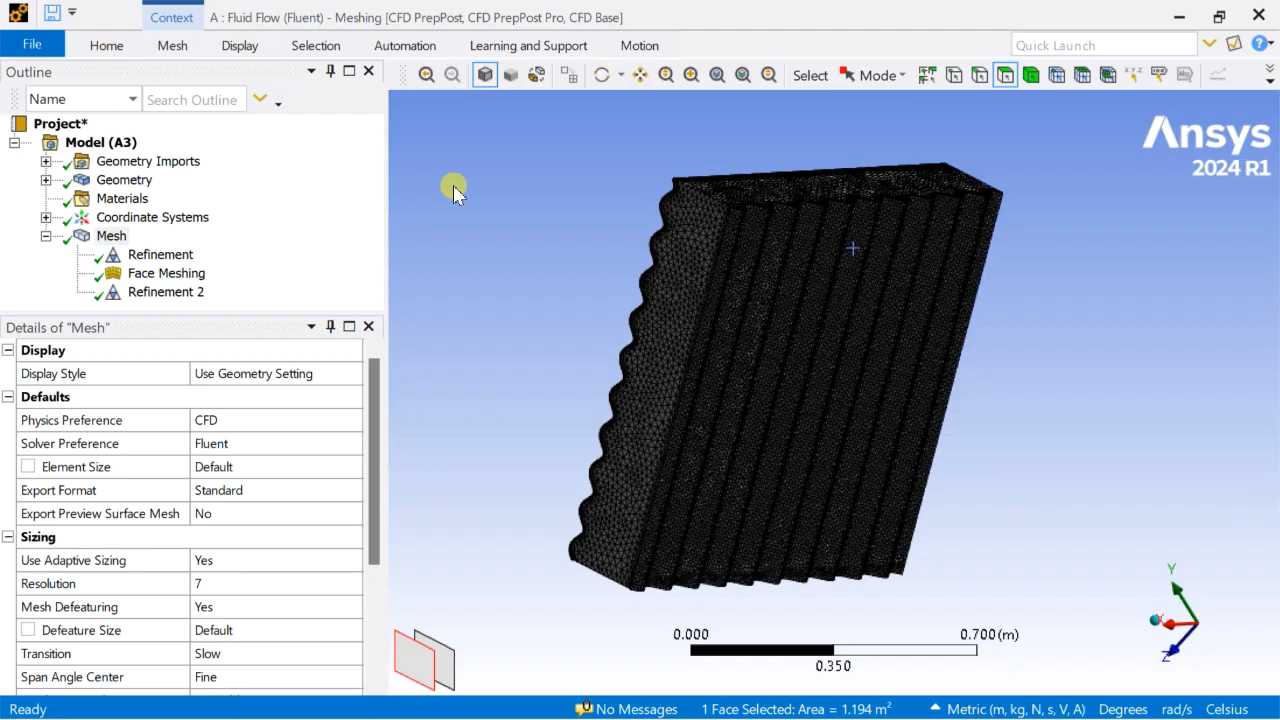 Context
A : Fluid Flow (Fluent) - Meshing [CFD PrepPost, CFD PrepPost Pro, CFD Base]
File
Home
Mesh
Display
Selection
Automation
Learning and Support
Motion
Quick Launch
Outline
Select
Mode
Name
Search Outline
Project*
Model (A3)
Geometry Imports
Geometry
Materials
Coordinate Systems
Mesh
Refinement
Face Meshing
Refinement 2
Details of "Mesh"
Display
Display Style Use Geometry Setting
Defaults
Physics Preference CFD
Solver Preference Fluent
Element Size Default
Export Format Standard
Export Preview Surface Mesh No
Sizing
Use Adaptive Sizing Yes
Resolution 7
Mesh Defeaturing Yes
Defeature Size Default
Transition Slow
Span Angle Center Fine
Ansys
2024 R1
0.000
0.700(m)
0.350
Y
X
Z
Ready
0
No Messages
1 Face Selected: Area = 1.194 m²
Metric (m, kg, N, s, V, A)
Degrees
rad/s
Celsius